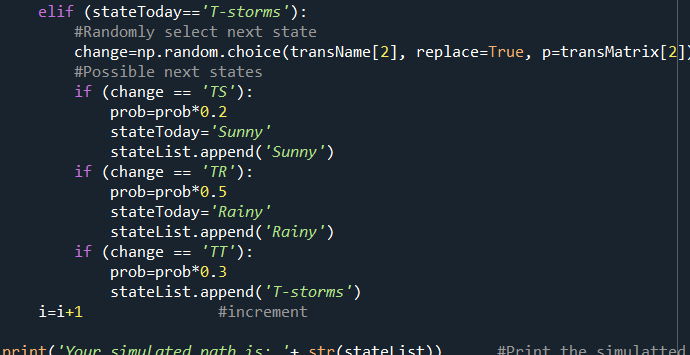 elif (stateToday=='T-storms'):
#Randomly select next state
change=np.random.choice(transName[2], replace=True, p=transMatrix[2])
#Possible next states
if (change == 'TS'):
prob=prob*0.2
stateToday='Sunny'
stateList.append('Sunny')
if (change == 'TR'):
prob=prob*0.5
stateToday='Rainy'
stateList.append('Rainy')
if (change == 'TT'):
prob=prob*0.3
stateList.append('T-storms')
i=i+1 #increment
print('Your simulated path is: '+ str(stateList)) #Print the simulatted